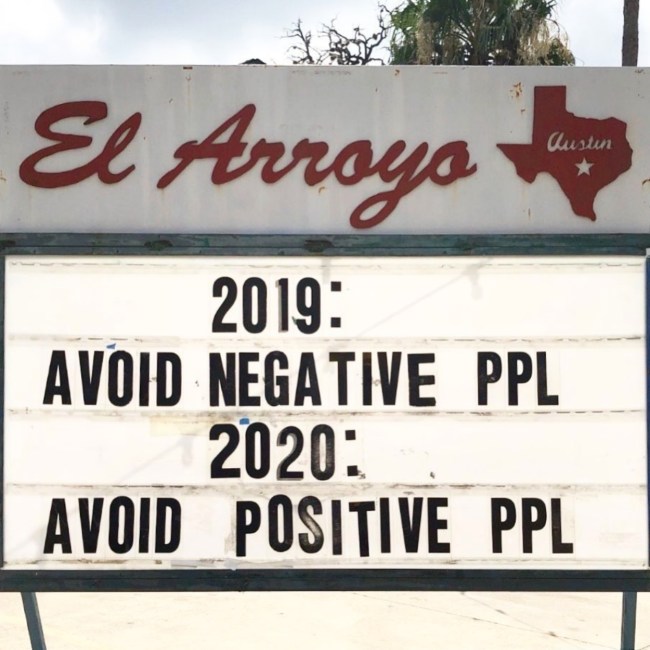 El Arroyo
Austin
2019:
AVOID NEGATIVE PPL
2020:
AVOID POSITIVE PPL